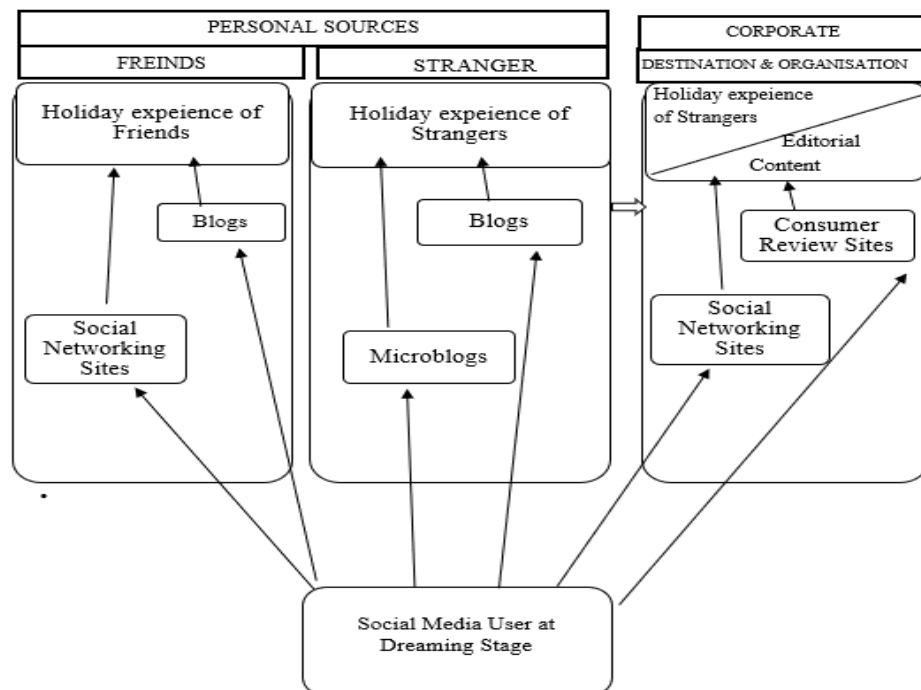 PERSONAL SOURCES
FREINDS
STRANGER
CORPORATE
DESTINATION & ORGANISATION
Holiday expeience of
Friends
Blogs
Social
Networking
Sites
Holiday expeience of
Strangers
Blogs
Microblogs
Holiday expeience
of Strangers
Editorial
Content
Consumer
Review Sites
Social
Networking
Sites
Social Media User at
Dreaming Stage